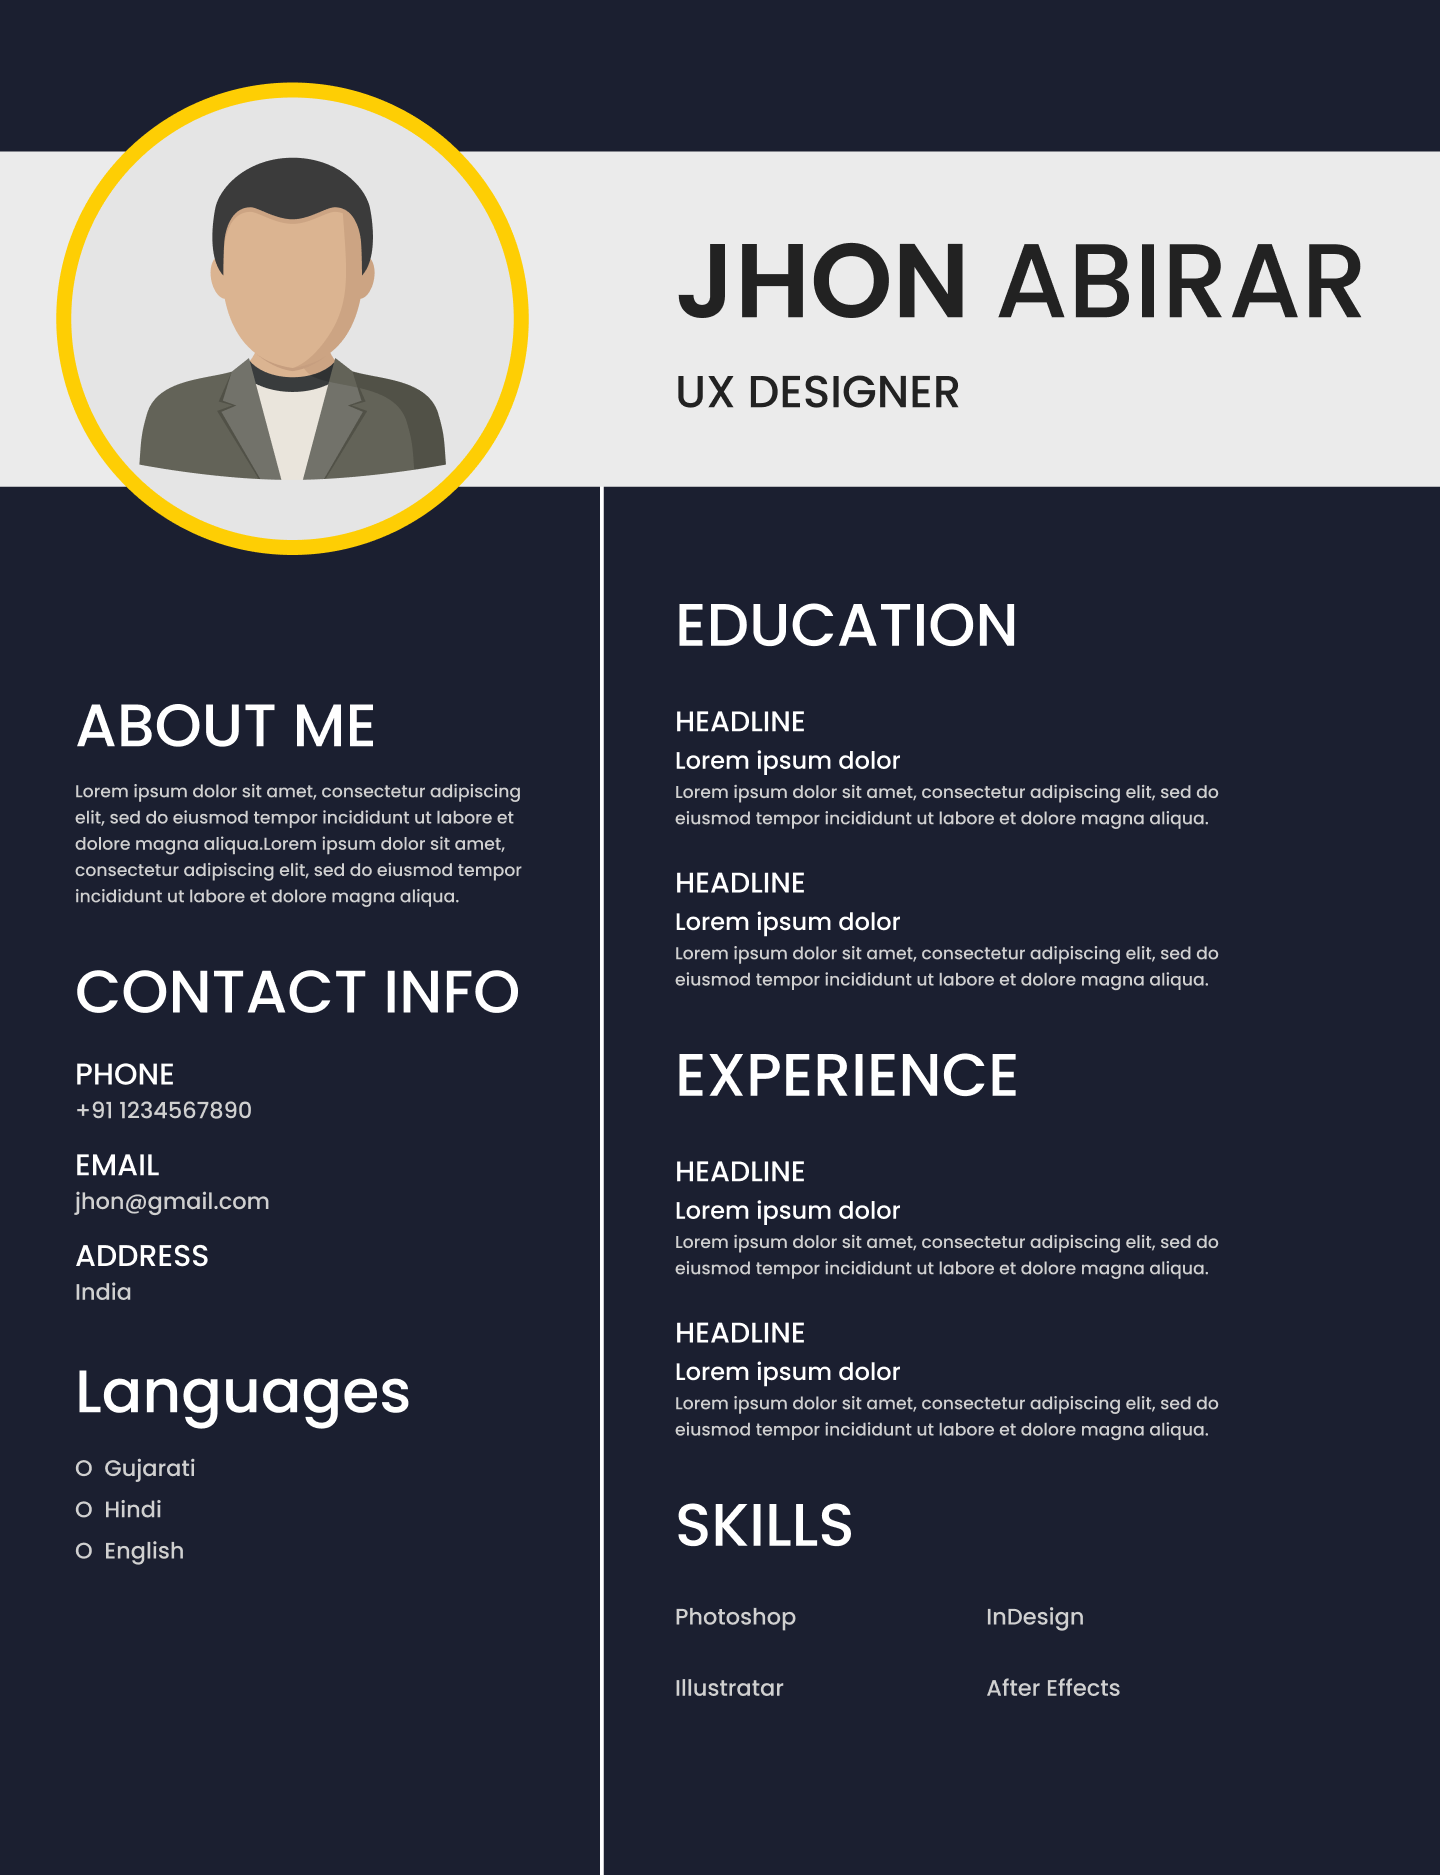 JHON ABIRAR
UX DESIGNER
ABOUT ME
Lorem ipsum dolor sit amet, consectetur adipiscing
elit, sed do eiusmod tempor incididunt ut labore et
dolore magna aliqua.Lorem ipsum dolor sit amet,
consectetur adipiscing elit, sed do eiusmod tempor
incididunt ut labore et dolore magna aliqua.
CONTACT INFO
PHONE
+91 1234567890
EMAIL
jhon@gmail.com
ADDRESS
India
Languages
O Gujarati
O Hindi
O English
EDUCATION
HEADLINE
Lorem ipsum dolor
Lorem ipsum dolor sit amet, consectetur adipiscing elit, sed do
eiusmod tempor incididunt ut labore et dolore magna aliqua.
HEADLINE
Lorem ipsum dolor
Lorem ipsum dolor sit amet, consectetur adipiscing elit, sed do
eiusmod tempor incididunt ut labore et dolore magna aliqua.
EXPERIENCE
HEADLINE
Lorem ipsum dolor
Lorem ipsum dolor sit amet, consectetur adipiscing elit, sed do
eiusmod tempor incididunt ut labore et dolore magna aliqua.
HEADLINE
Lorem ipsum dolor
Lorem ipsum dolor sit amet, consectetur adipiscing elit, sed do
eiusmod tempor incididunt ut labore et dolore magna aliqua.
SKILLS
Photoshop InDesign
Illustratar After Effects